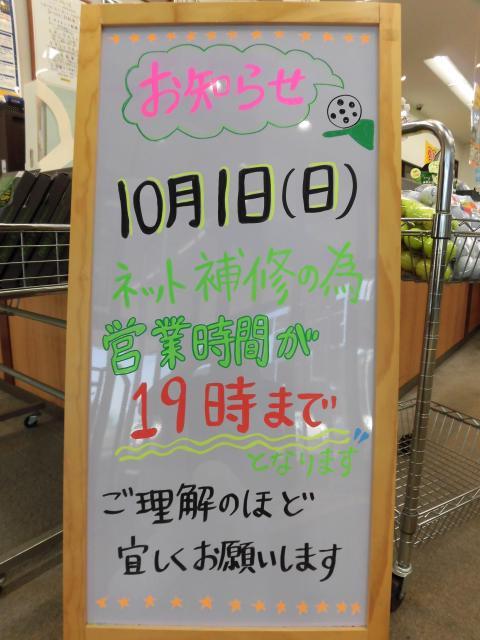 お知らせ
10月1日(日)
ネット補修の為
営業時間が
19時まで
となります
ご理解のほど
宜しくお願いします